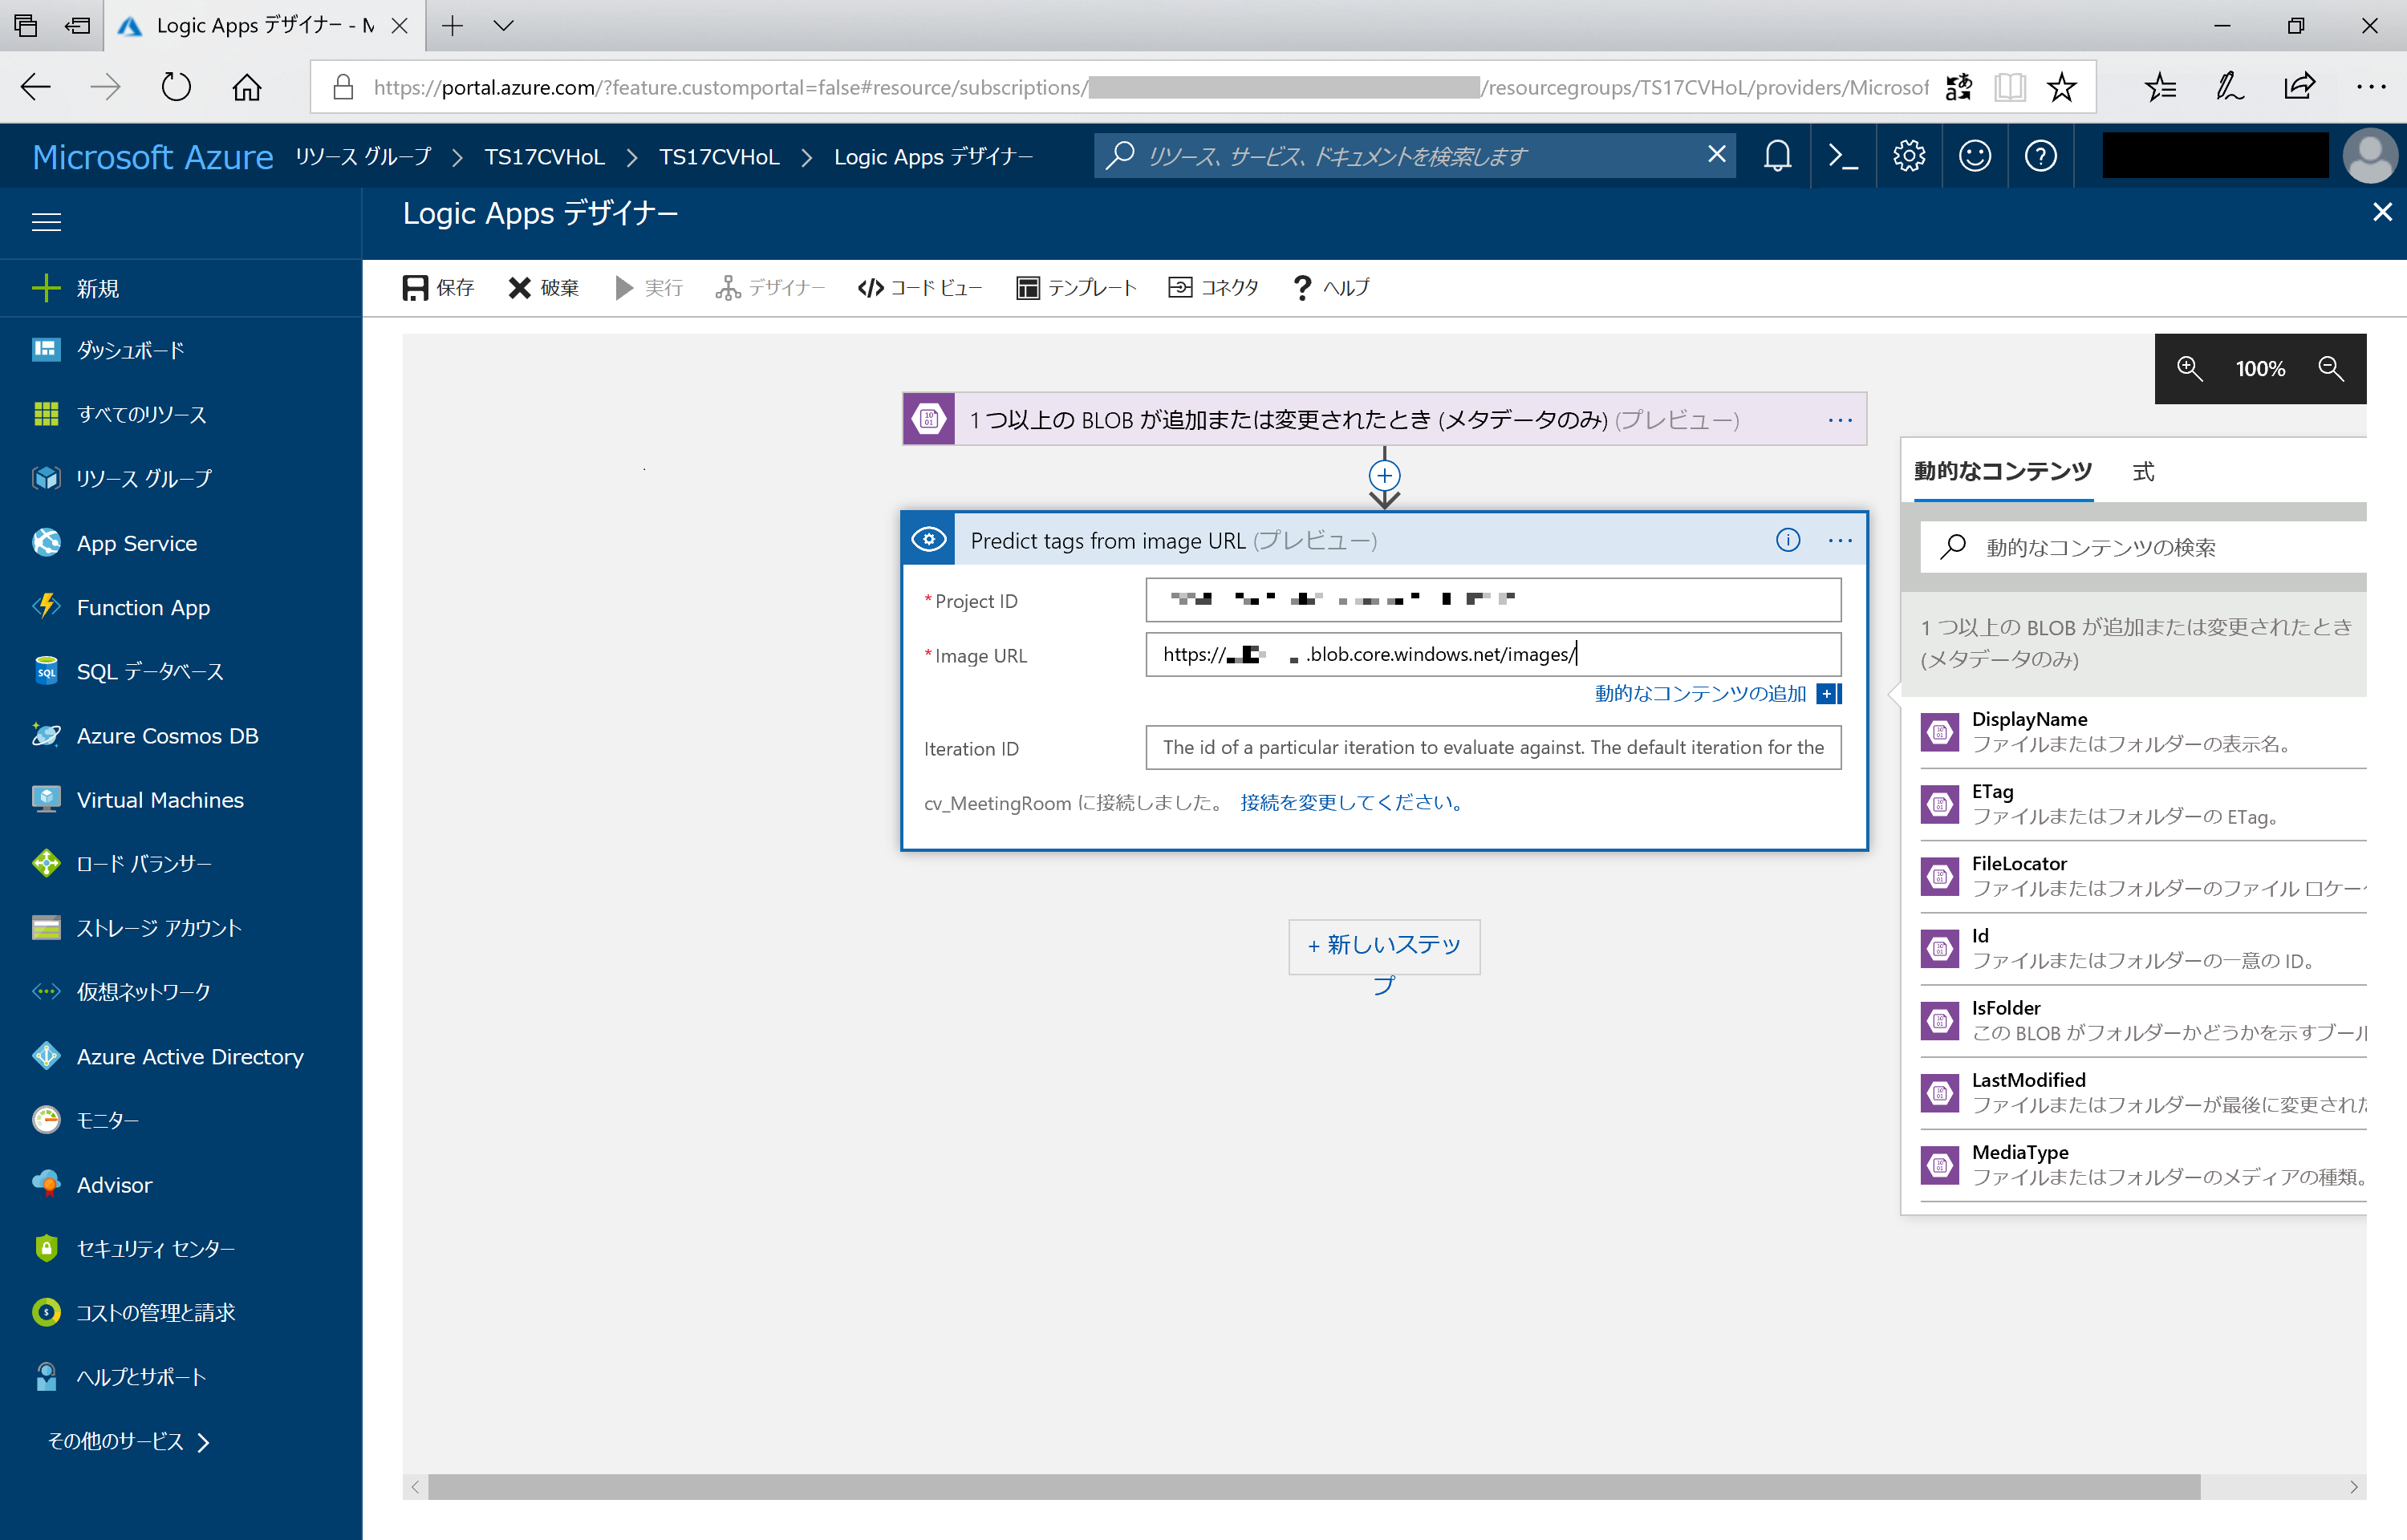 Logic Apps デザイナー - M
https://portal.azure.com/?feature.customportal=false#resource/subscriptions/ /resourcegroups/TS17CVHoL/providers/Microsof
Microsoft Azure リソース グループ > TS17CVHoL > TS17CVHoL > Logic Apps デザイナー
リソース、サービス、ドキュメントを検索します
Logic Apps デザイナー
保存 破棄 実行 デザイナー コード ビュー テンプレート コネクタ ヘルプ
新規
ダッシュボード
すべてのリソース
リソース グループ
App Service
Function App
SQL データベース
Azure Cosmos DB
Virtual Machines
ロード バランサー
ストレージ アカウント
仮想ネットワーク
Azure Active Directory
モニター
Advisor
セキュリティ センター
コストの管理と請求
ヘルプとサポート
その他のサービス >
100%
1 つ以上の BLOB が追加または変更されたとき (メタデータのみ) (プレビュー)
Predict tags from image URL (プレビュー)
*Project ID
*Image URL https:// .blob.core.windows.net/images/
動的なコンテンツの追加
Iteration ID The id of a particular iteration to evaluate against. The default iteration for the
cv_MeetingRoom に接続しました。 接続を変更してください。
+ 新しいステッ
プ
動的なコンテンツ 式
動的なコンテンツの検索
1 つ以上の BLOB が追加または変更されたとき
(メタデータのみ)
DisplayName
ファイルまたはフォルダーの表示名。
ETag
ファイルまたはフォルダーの ETag。
FileLocator
ファイルまたはフォルダーのファイル ロケー
Id
ファイルまたはフォルダーの一意の ID。
IsFolder
この BLOB がフォルダーかどうかを示すブール
LastModified
ファイルまたはフォルダーが最後に変更された
MediaType
ファイルまたはフォルダーのメディアの種類。